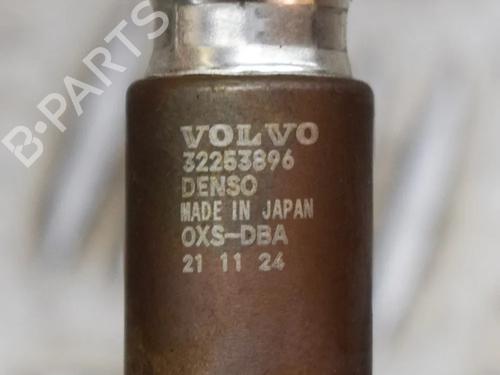 B-PARTS
VOLVO
32253896
DENSO
MADE IN JAPAN
OXS-DBA
21 11 24